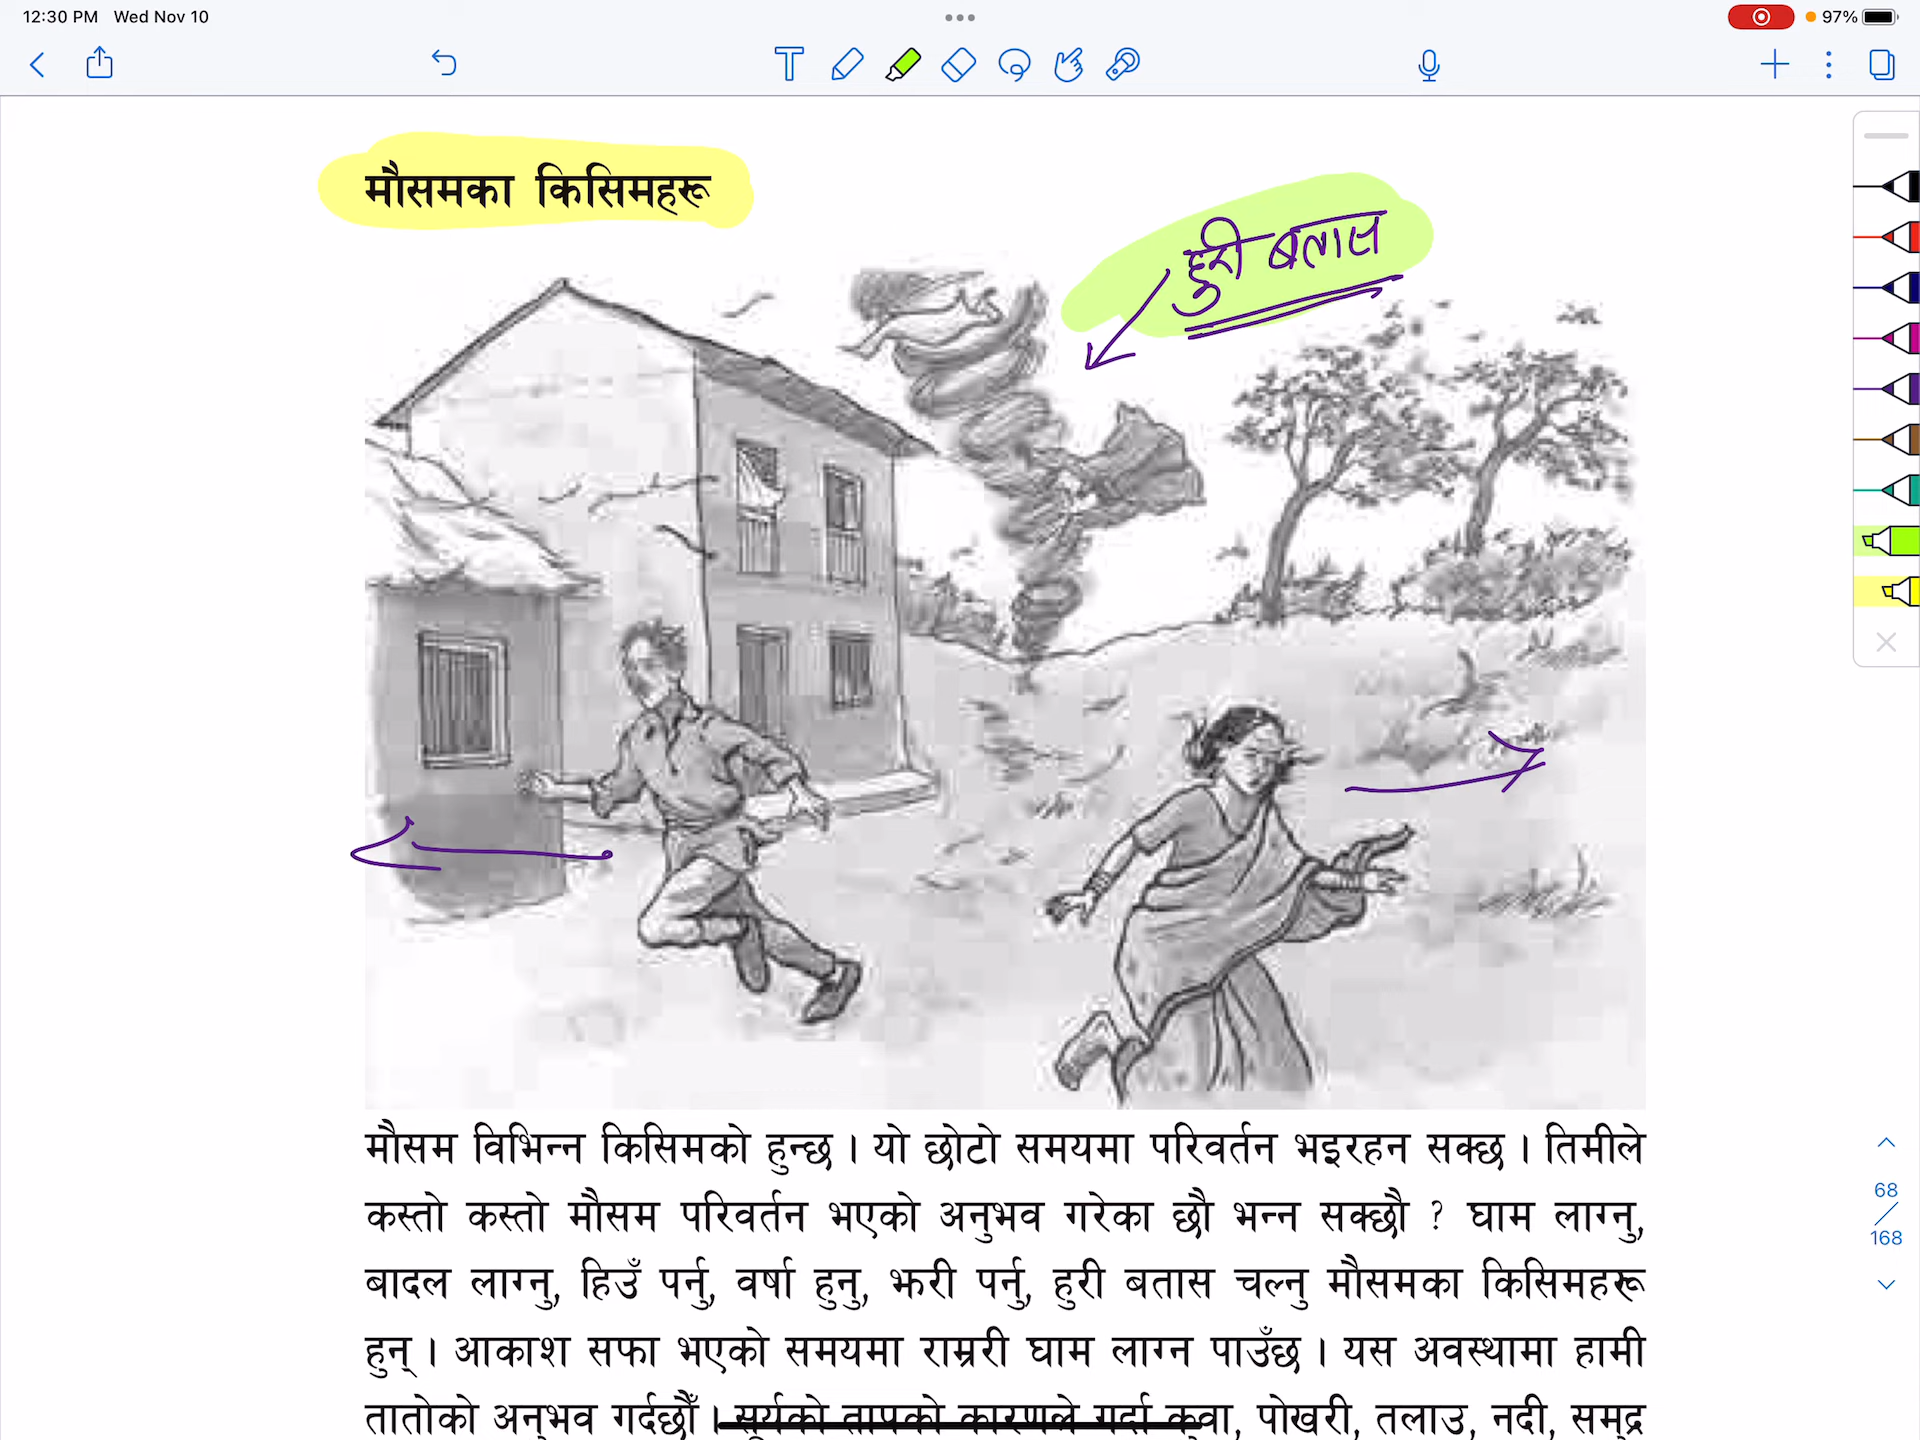 12:30 PM Wed Nov 10
97%
मौसमका किसिमहरू
हुरी बतास
मौसम विभिन्न किसिमको हुन्छ । यो छोटो समयमा परिवर्तन भइरहन सक्छ । तिमीले
कस्तो कस्तो मौसम परिवर्तन भएको अनुभव गरेका छौ भन्न सक्छौ ? घाम लाग्नु,
बादल लाग्नु, हिउँ पर्नु, वर्षा हुनु, झरी पर्नु, हुरी बतास चल्नु मौसमका किसिमहरू
हुन् । आकाश सफा भएको समयमा राम्ररी घाम लाग्न पाउँछ । यस अवस्थामा हामी
तातोको अनुभव गर्दछौँ । सूर्यको तापको कारणले गर्दा कुवा, पोखरी, तलाउ, नदी, समुद्र
68
/
168